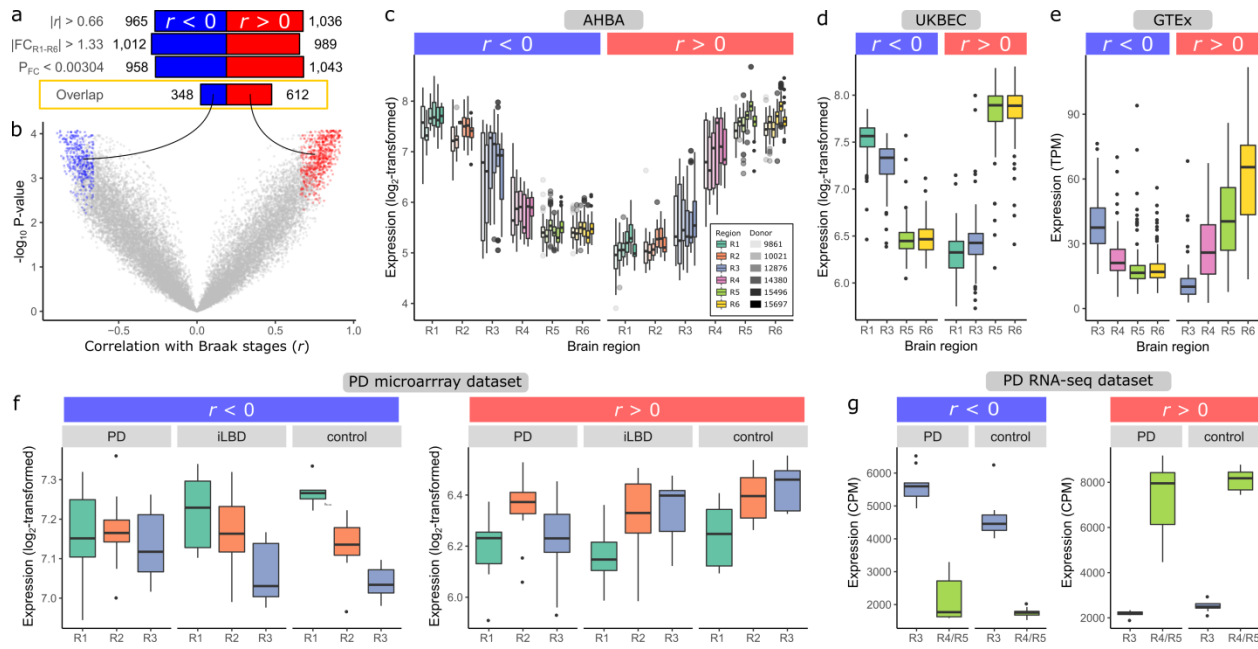 a
|r| > 0.66 965 r < 0 r > 0 1,036
|FC_R1-R6| > 1.33 1,012 989
P_FC < 0.00304 958 1,043
Overlap 348 612
b
-log₁₀ P-value
4
3
2
1
0
−0.5 0.0 0.5 1.0
Correlation with Braak stages (r)
c
AHBA
r < 0 r > 0
Expression (log₂-transformed)
8
7
6
5
4
R1 R2 R3 R4 R5 R6 R1 R2 R3 R4 R5 R6
Brain region
Region Donor
R1 9861
R2 10021
R3 12876
R4 14380
R5 15496
R6 15697
d
UKBEC
r < 0 r > 0
Expression (log₂-transformed)
8.0
7.5
7.0
6.5
6.0
R1 R3 R5 R6 R1 R3 R5 R6
Brain region
e
GTEx
r < 0 r > 0
Expression (TPM)
90
60
30
0
R3 R4 R5 R6 R3 R4 R5 R6
Brain region
f
PD microarrray dataset
r < 0
PD iLBD control
Expression (log₂-transformed)
7.3
7.2
7.1
7.0
R1 R2 R3 R1 R2 R3 R1 R2 R3
r > 0
PD iLBD control
Expression (log₂-transformed)
6.4
6.2
6.0
R1 R2 R3 R1 R2 R3 R1 R2 R3
g
PD RNA-seq dataset
r < 0
PD control
Expression (CPM)
6000
5000
4000
3000
2000
R3 R4/R5 R3 R4/R5
r > 0
PD control
Expression (CPM)
8000
6000
4000
2000
R3 R4/R5 R3 R4/R5